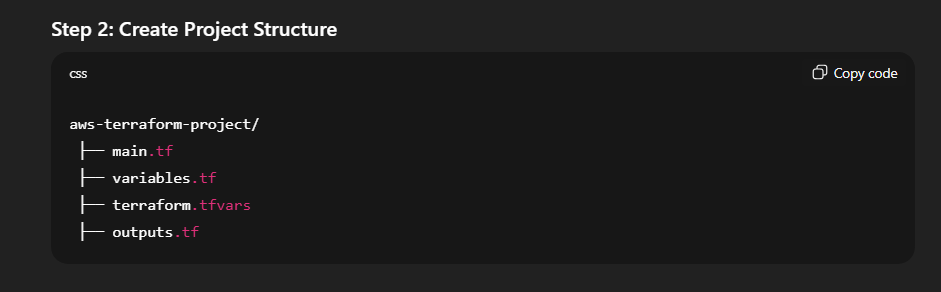 Step 2: Create Project Structure
css
Copy code
aws-terraform-project/
├── main.tf
├── variables.tf
├── terraform.tfvars
├── outputs.tf